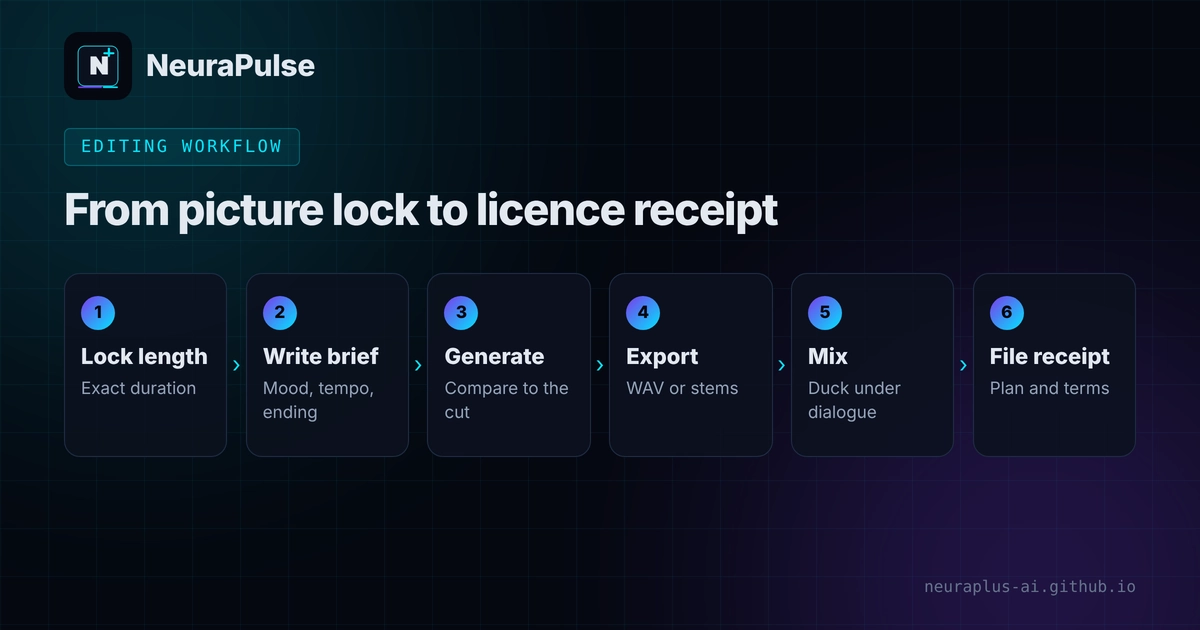 N+
NeuraPulse
EDITING WORKFLOW
From picture lock to licence receipt
1
Lock length
Exact duration
›
2
Write brief
Mood, tempo,
ending
›
3
Generate
Compare to the
cut
›
4
Export
WAV or stems
›
5
Mix
Duck under
dialogue
›
6
File receipt
Plan and terms
neuraplus-ai.github.io